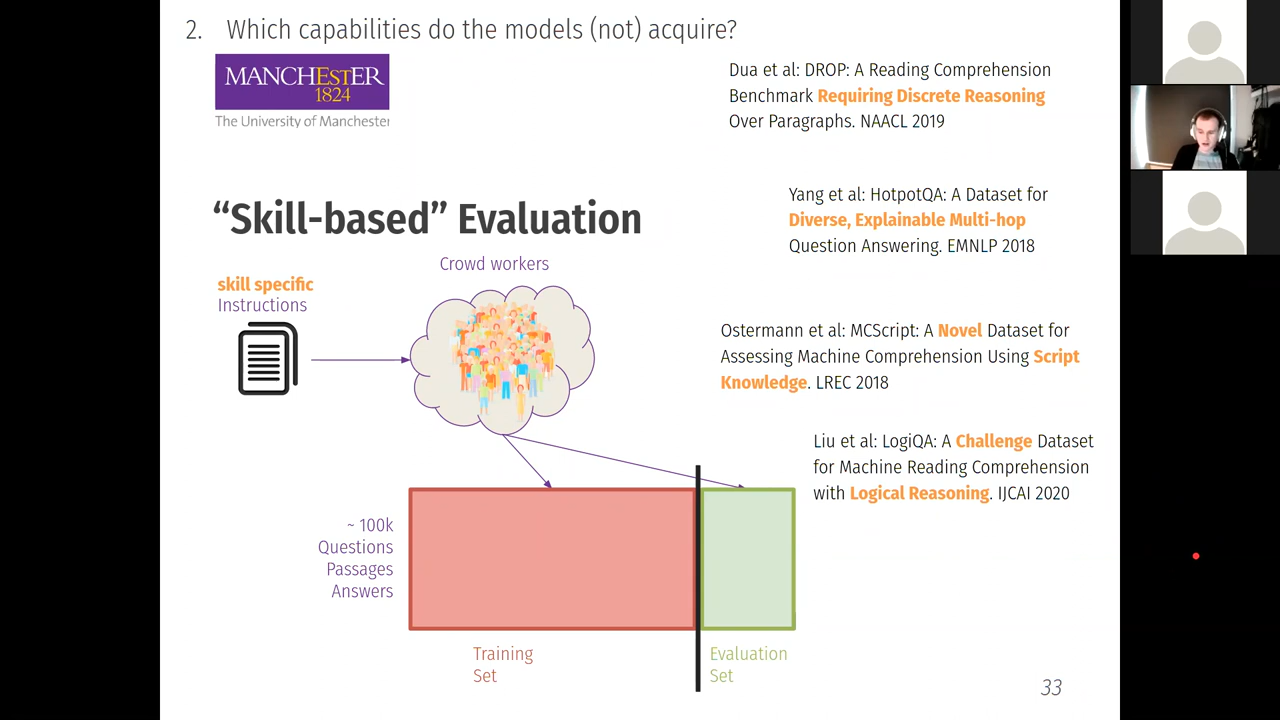 2. Which capabilities do the models (not) acquire?
MANCHESTER
1824
The University of Manchester
Dua et al: DROP: A Reading Comprehension
Benchmark Requiring Discrete Reasoning
Over Paragraphs. NAACL 2019
Yang et al: HotpotQA: A Dataset for
Diverse, Explainable Multi-hop
Question Answering. EMNLP 2018
“Skill-based” Evaluation
Crowd workers
skill specific
Instructions
Ostermann et al: MCScript: A Novel Dataset for
Assessing Machine Comprehension Using Script
Knowledge. LREC 2018
Liu et al: LogiQA: A Challenge Dataset
for Machine Reading Comprehension
with Logical Reasoning. IJCAI 2020
~ 100k
Questions
Passages
Answers
Training
Set
Evaluation
Set
33